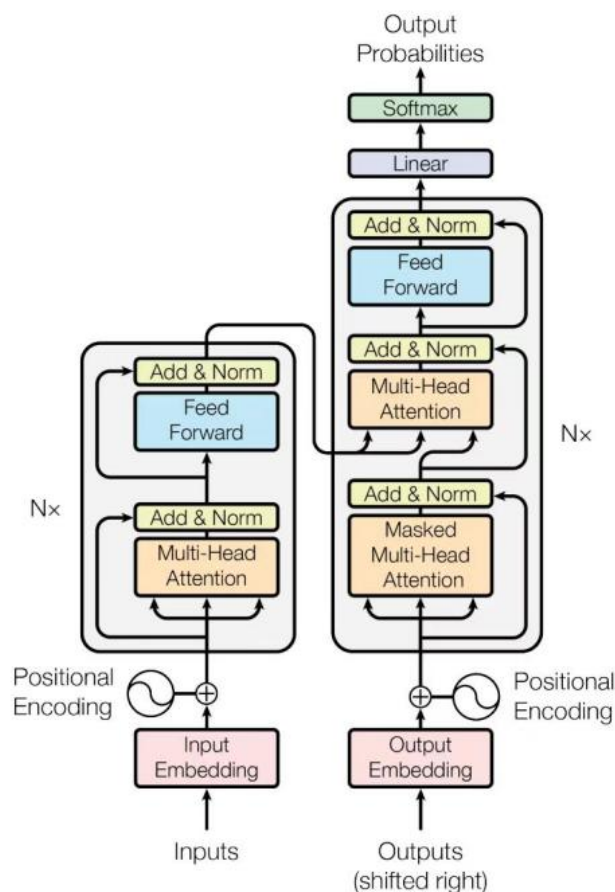 Output
Probabilities
Softmax
Linear
Add & Norm
Feed
Forward
Add & Norm
Multi-Head
Attention
Add & Norm
Feed
Forward
N×
N×
Add & Norm
Multi-Head
Attention
Add & Norm
Masked
Multi-Head
Attention
Positional
Encoding
Positional
Encoding
Input
Embedding
Output
Embedding
Inputs
Outputs
(shifted right)